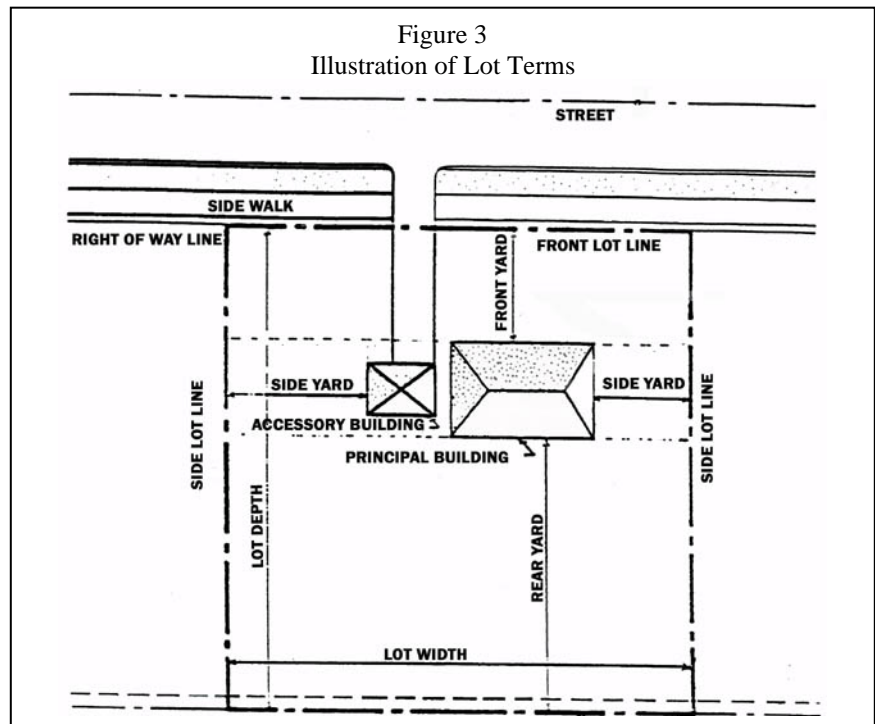 Figure 3
Illustration of Lot Terms
STREET
SIDE WALK
RIGHT OF WAY LINE
FRONT LOT LINE
FRONT YARD
SIDE YARD
SIDE YARD
ACCESSORY BUILDING
PRINCIPAL BUILDING
SIDE LOT LINE
SIDE LOT LINE
LOT DEPTH
REAR YARD
LOT WIDTH